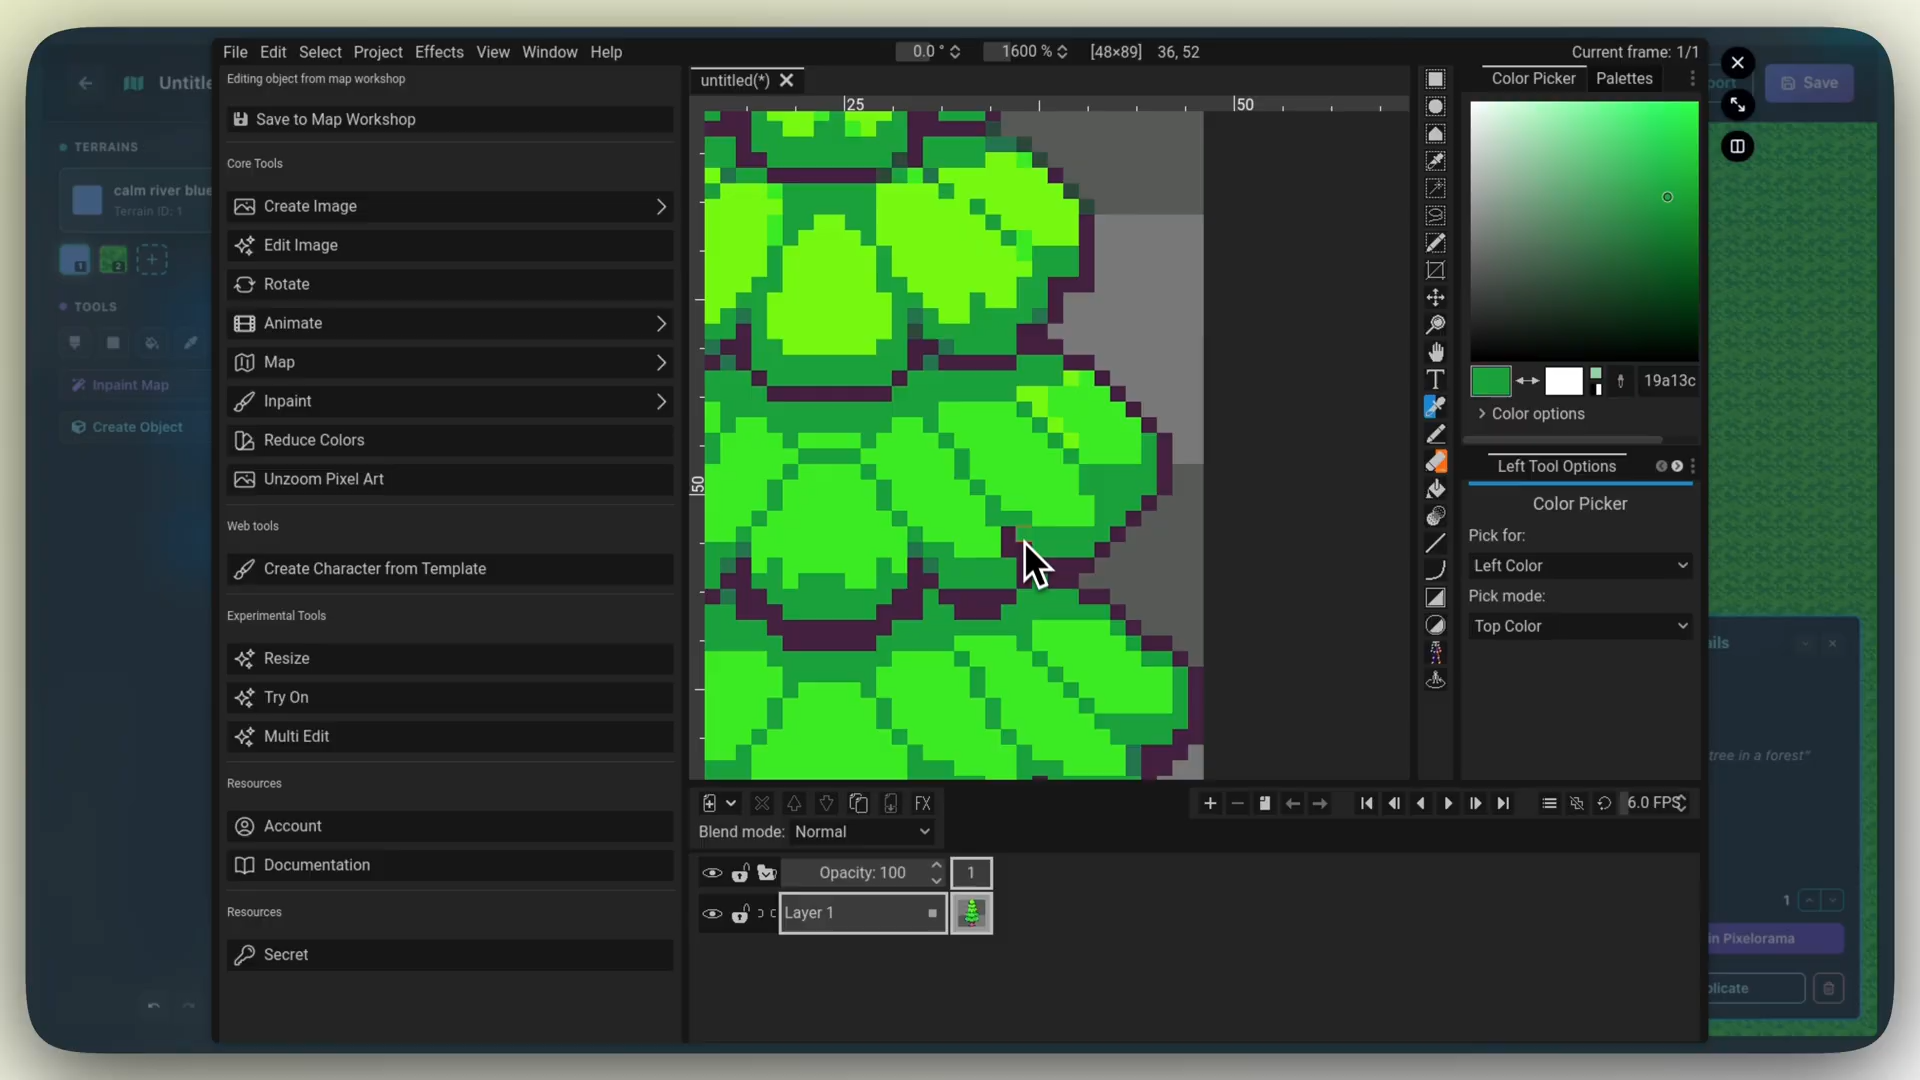 File Edit Select Project Effects View Window Help
0.0 ° 1600 % [48×89] 36, 52
Current frame: 1/1
Editing object from map workshop
untitled(*)
Color Picker Palettes
Save
TERRAINS
calm river blue
Terrain ID: 1
1 2
TOOLS
Inpaint Map
Create Object
Save to Map Workshop
Core Tools
Create Image
Edit Image
Rotate
Animate
Map
Inpaint
Reduce Colors
Unzoom Pixel Art
Web tools
Create Character from Template
Experimental Tools
Resize
Try On
Multi Edit
Resources
Account
Documentation
Resources
Secret
25 50
50
19a13c
Color options
Left Tool Options
Color Picker
Pick for:
Left Color
Pick mode:
Top Color
FX
6.0 FPS
Blend mode: Normal
Opacity: 100 1
Layer 1
tree in a forest"
1
in Pixelorama